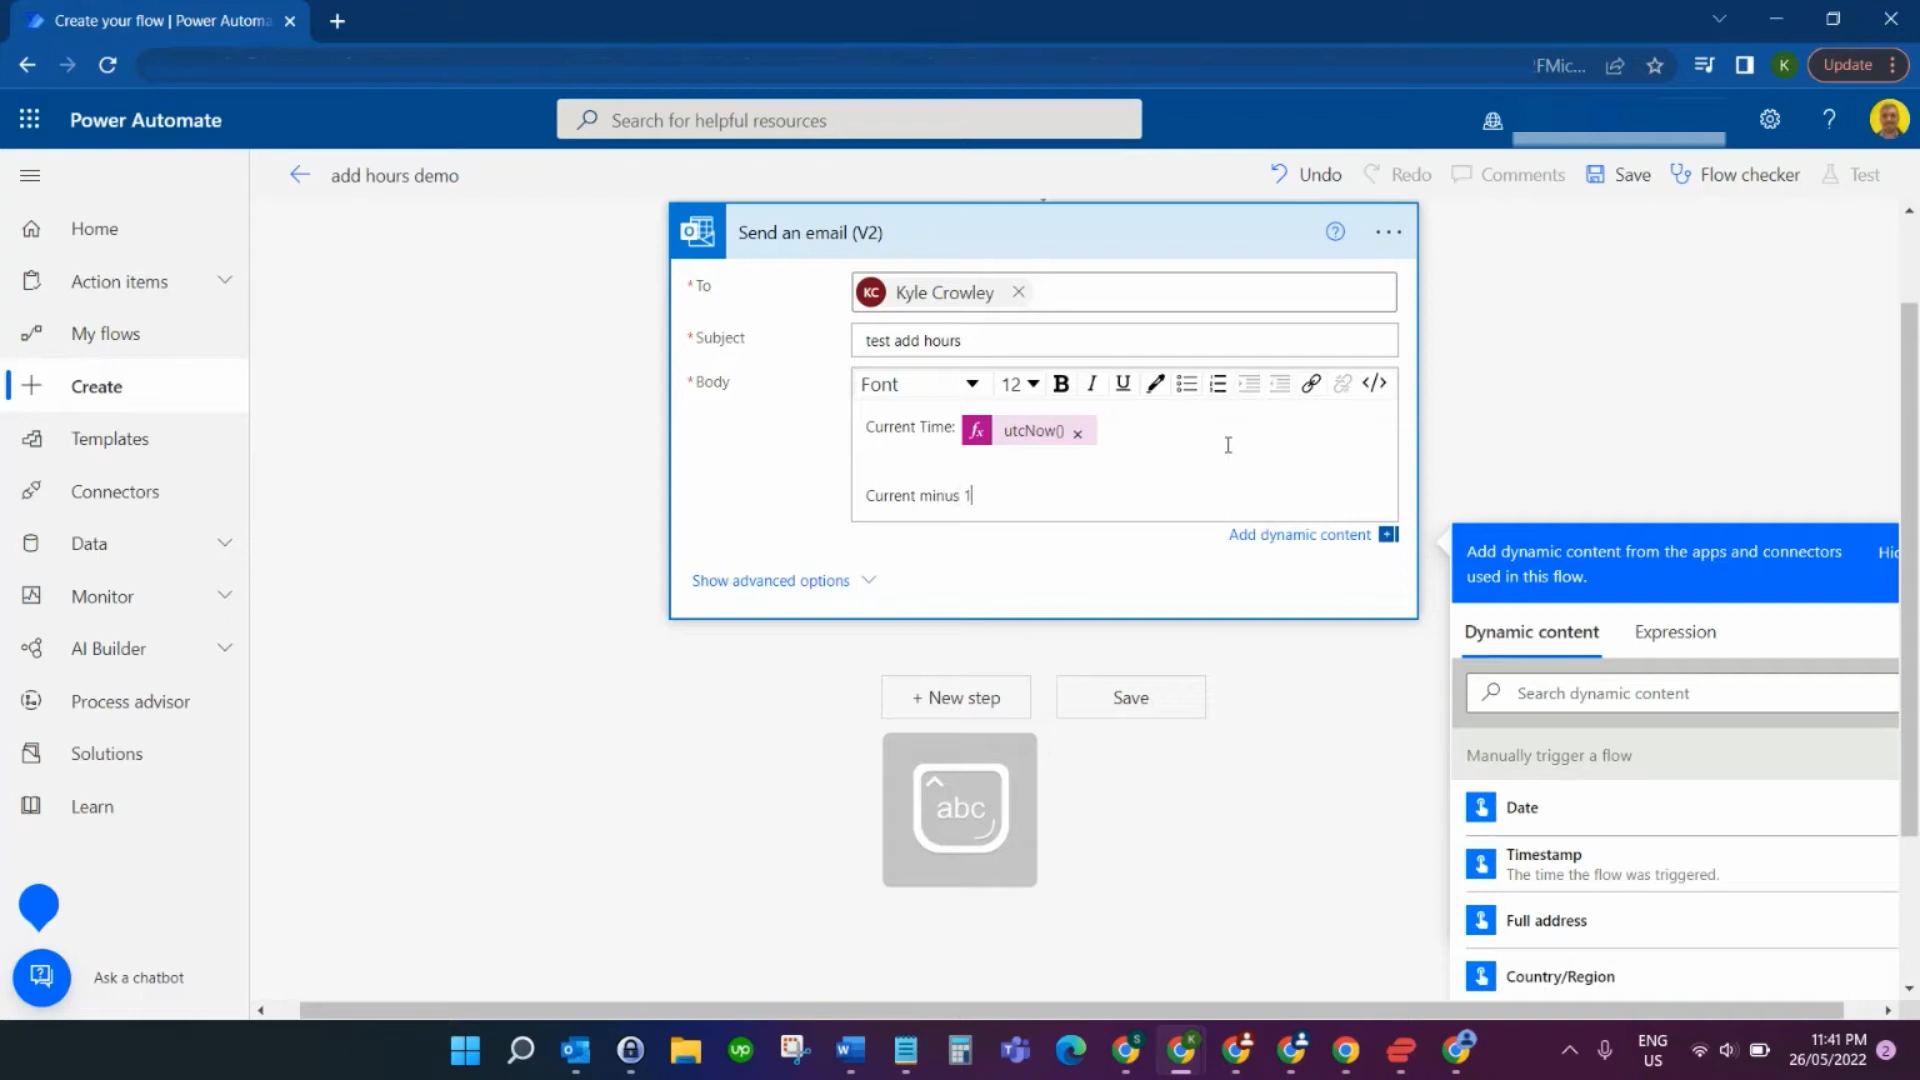 Create your flow | Power Automa
FMic...
K
Update
Power Automate
Search for helpful resources
?
add hours demo
Undo
Redo
Comments
Save
Flow checker
Test
Home
Action items
My flows
Create
Templates
Connectors
Data
Monitor
AI Builder
Process advisor
Solutions
Learn
Ask a chatbot
Send an email (V2)
?
*To
KC
Kyle Crowley
*Subject
test add hours
*Body
Font
12
B
I
U
</>
Current Time:
fx
utcNow()
Current minus 1
Add dynamic content
Show advanced options
+ New step
Save
abc
Add dynamic content from the apps and connectors
Hic
used in this flow.
Dynamic content
Expression
Search dynamic content
Manually trigger a flow
Date
Timestamp
The time the flow was triggered.
Full address
Country/Region
up
W
ENG
US
11:41 PM
26/05/2022
2